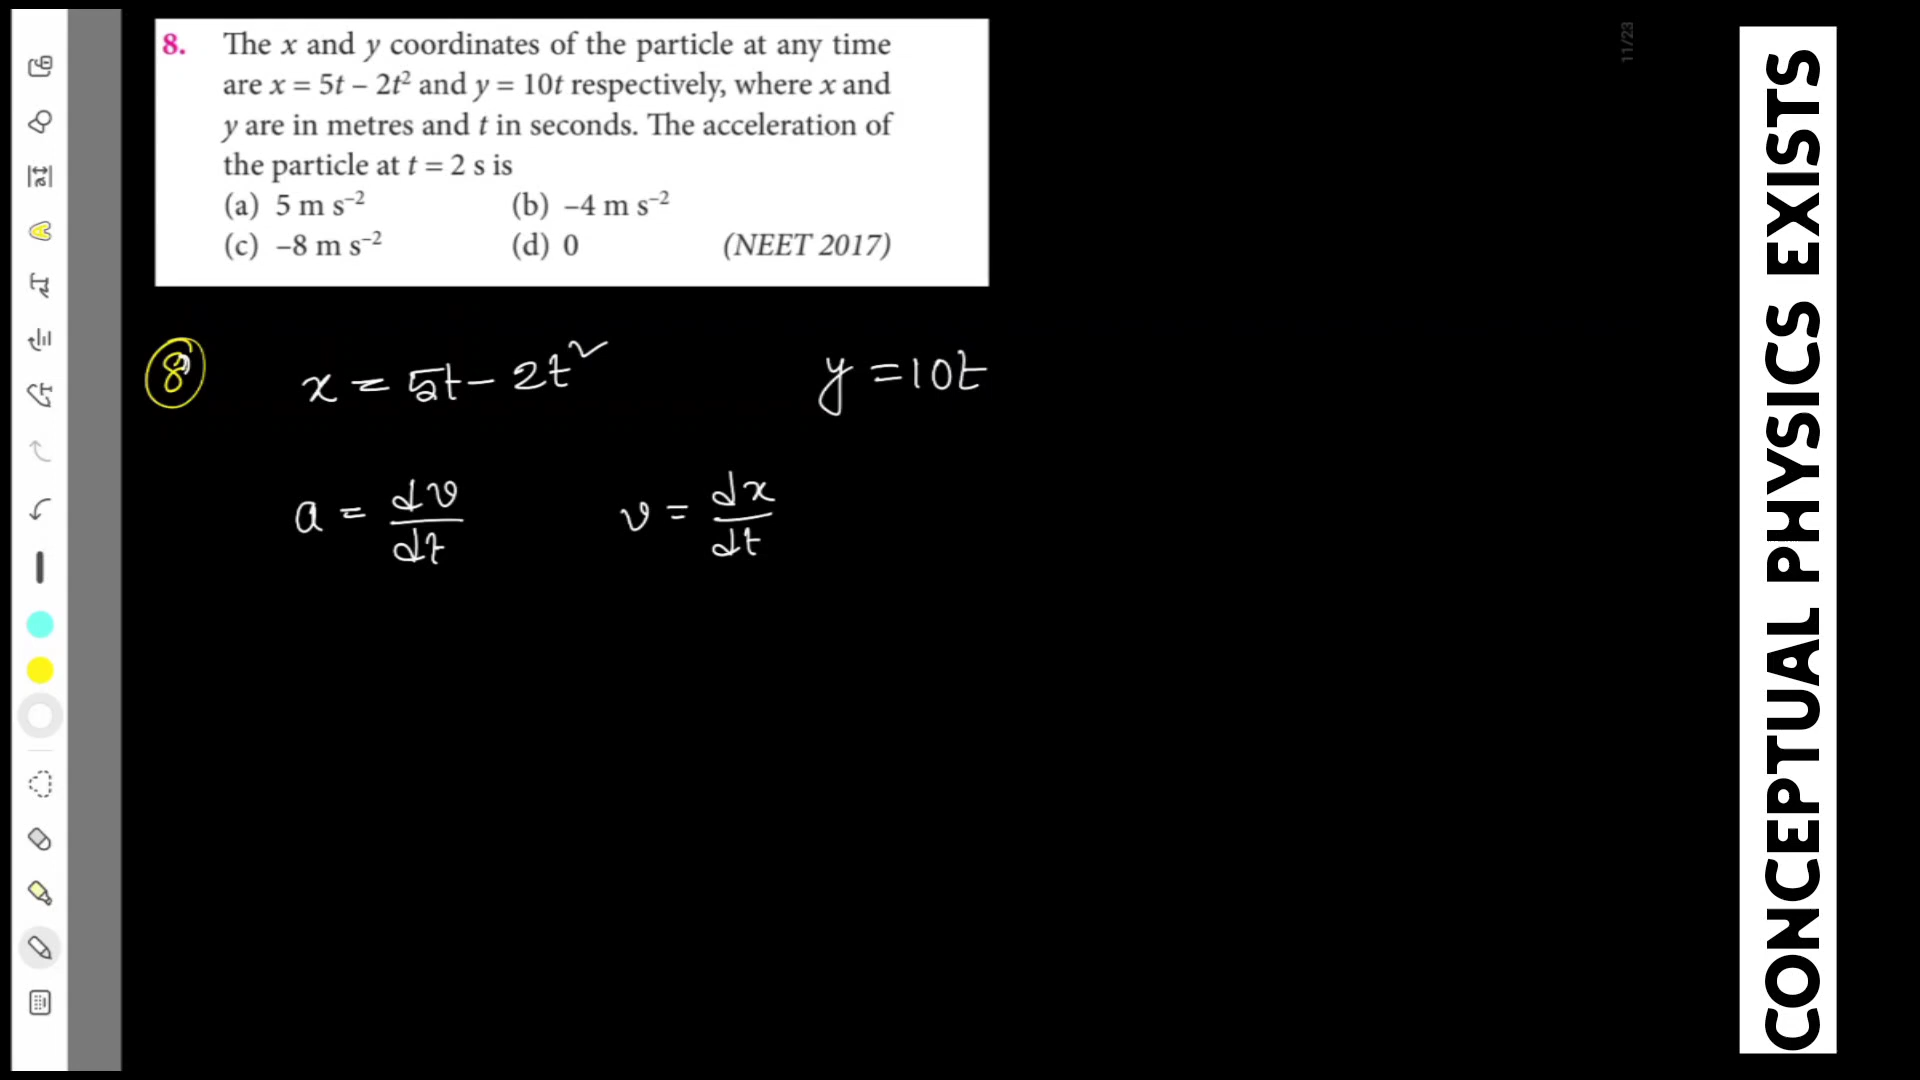 8. The x and y coordinates of the particle at any time
are x = 5t – 2t² and y = 10t respectively, where x and
y are in metres and t in seconds. The acceleration of
the particle at t = 2 s is
(a) 5 m s⁻² (b) –4 m s⁻²
(c) –8 m s⁻² (d) 0 (NEET 2017)
8 x = 5t – 2t² y = 10t
a = dv/dt v = dx/dt
11/23
CONCEPTUAL PHYSICS EXISTS